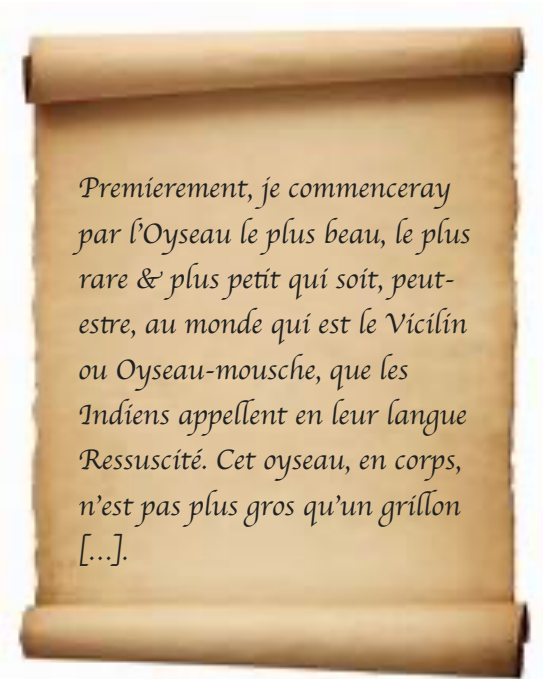 Premierement, je commenceray
par l'Oyseau le plus beau, le plus
rare & plus petit qui soit, peut-
estre, au monde qui est le Vicilin
ou Oyseau-mousche, que les
Indiens appellent en leur langue
Ressuscité. Cet oyseau, en corps,
n'est pas plus gros qu'un grillon
[...].